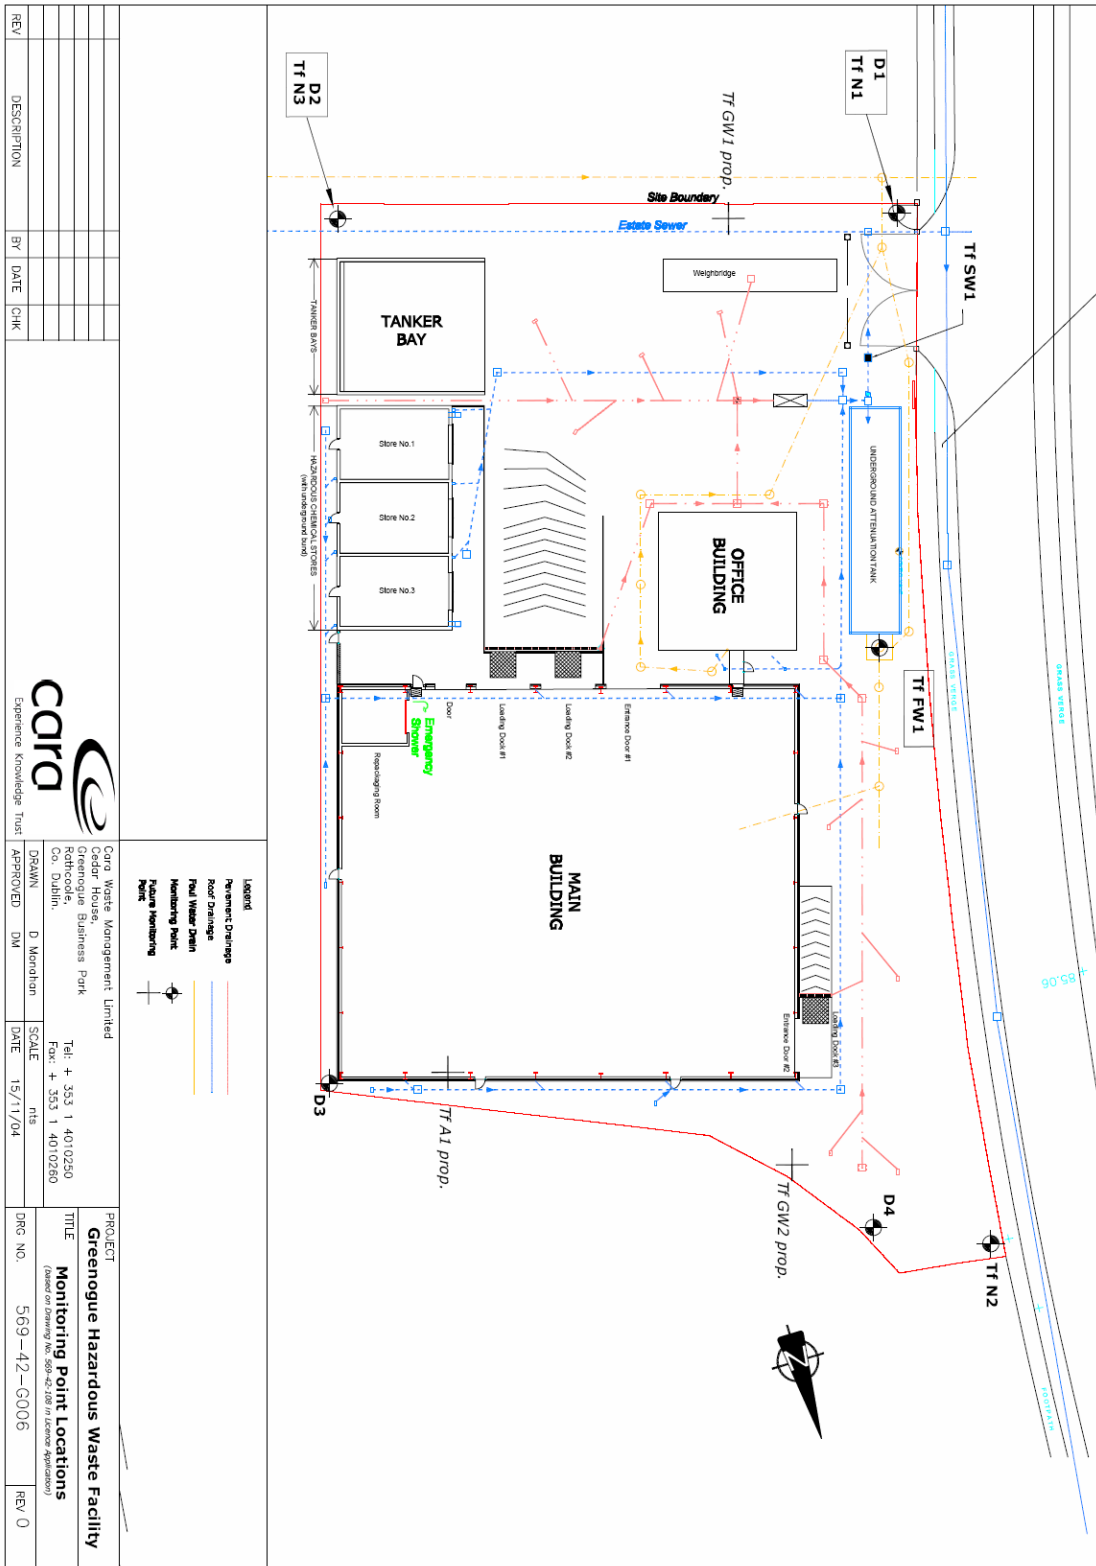 D1
Tf N1
D2
Tf N3
Tf GW1 prop.
Tf SW1
Site Boundary
Estate Sewer
Weighbridge
TANKER
BAY
TANKER BAYS
HAZARDOUS CHEMICAL STORES
(with underground bund)
Store No.1
Store No.2
Store No.3
OFFICE
BUILDING
UNDERGROUND ATTENUATION TANK
Tf FW1
GRASS VERGE
GRASS VERGE
Door
Loading Dock #1
Loading Dock #2
Entrance Door #1
Emergency
Shower
Repackaging Room
MAIN
BUILDING
Loading Dock #3
Entrance Door #2
85.06
D3
Tf A1 prop.
Tf GW2 prop.
D4
Tf N2
FOOTPATH
N
Legend
Pavement Drainage
Roof Drainage
Foul Water Drain
Monitoring Point
Future Monitoring
Point
REV
DESCRIPTION
BY
DATE
CHK
cara
Experience Knowledge Trust
Cara Waste Management Limited
Cedar House,
Greenogue Business Park
Rathcoole,
Co. Dublin.
Tel: + 353 1 4010250
Fax: + 353 1 4010260
DRAWN D Monahan
SCALE nts
APPROVED DM
DATE 15/11/04
PROJECT
Greenogue Hazardous Waste Facility
TITLE
Monitoring Point Locations
(based on Drawing No. 569-42-108 in Licence Application)
DRG NO. 569-42-G006
REV 0